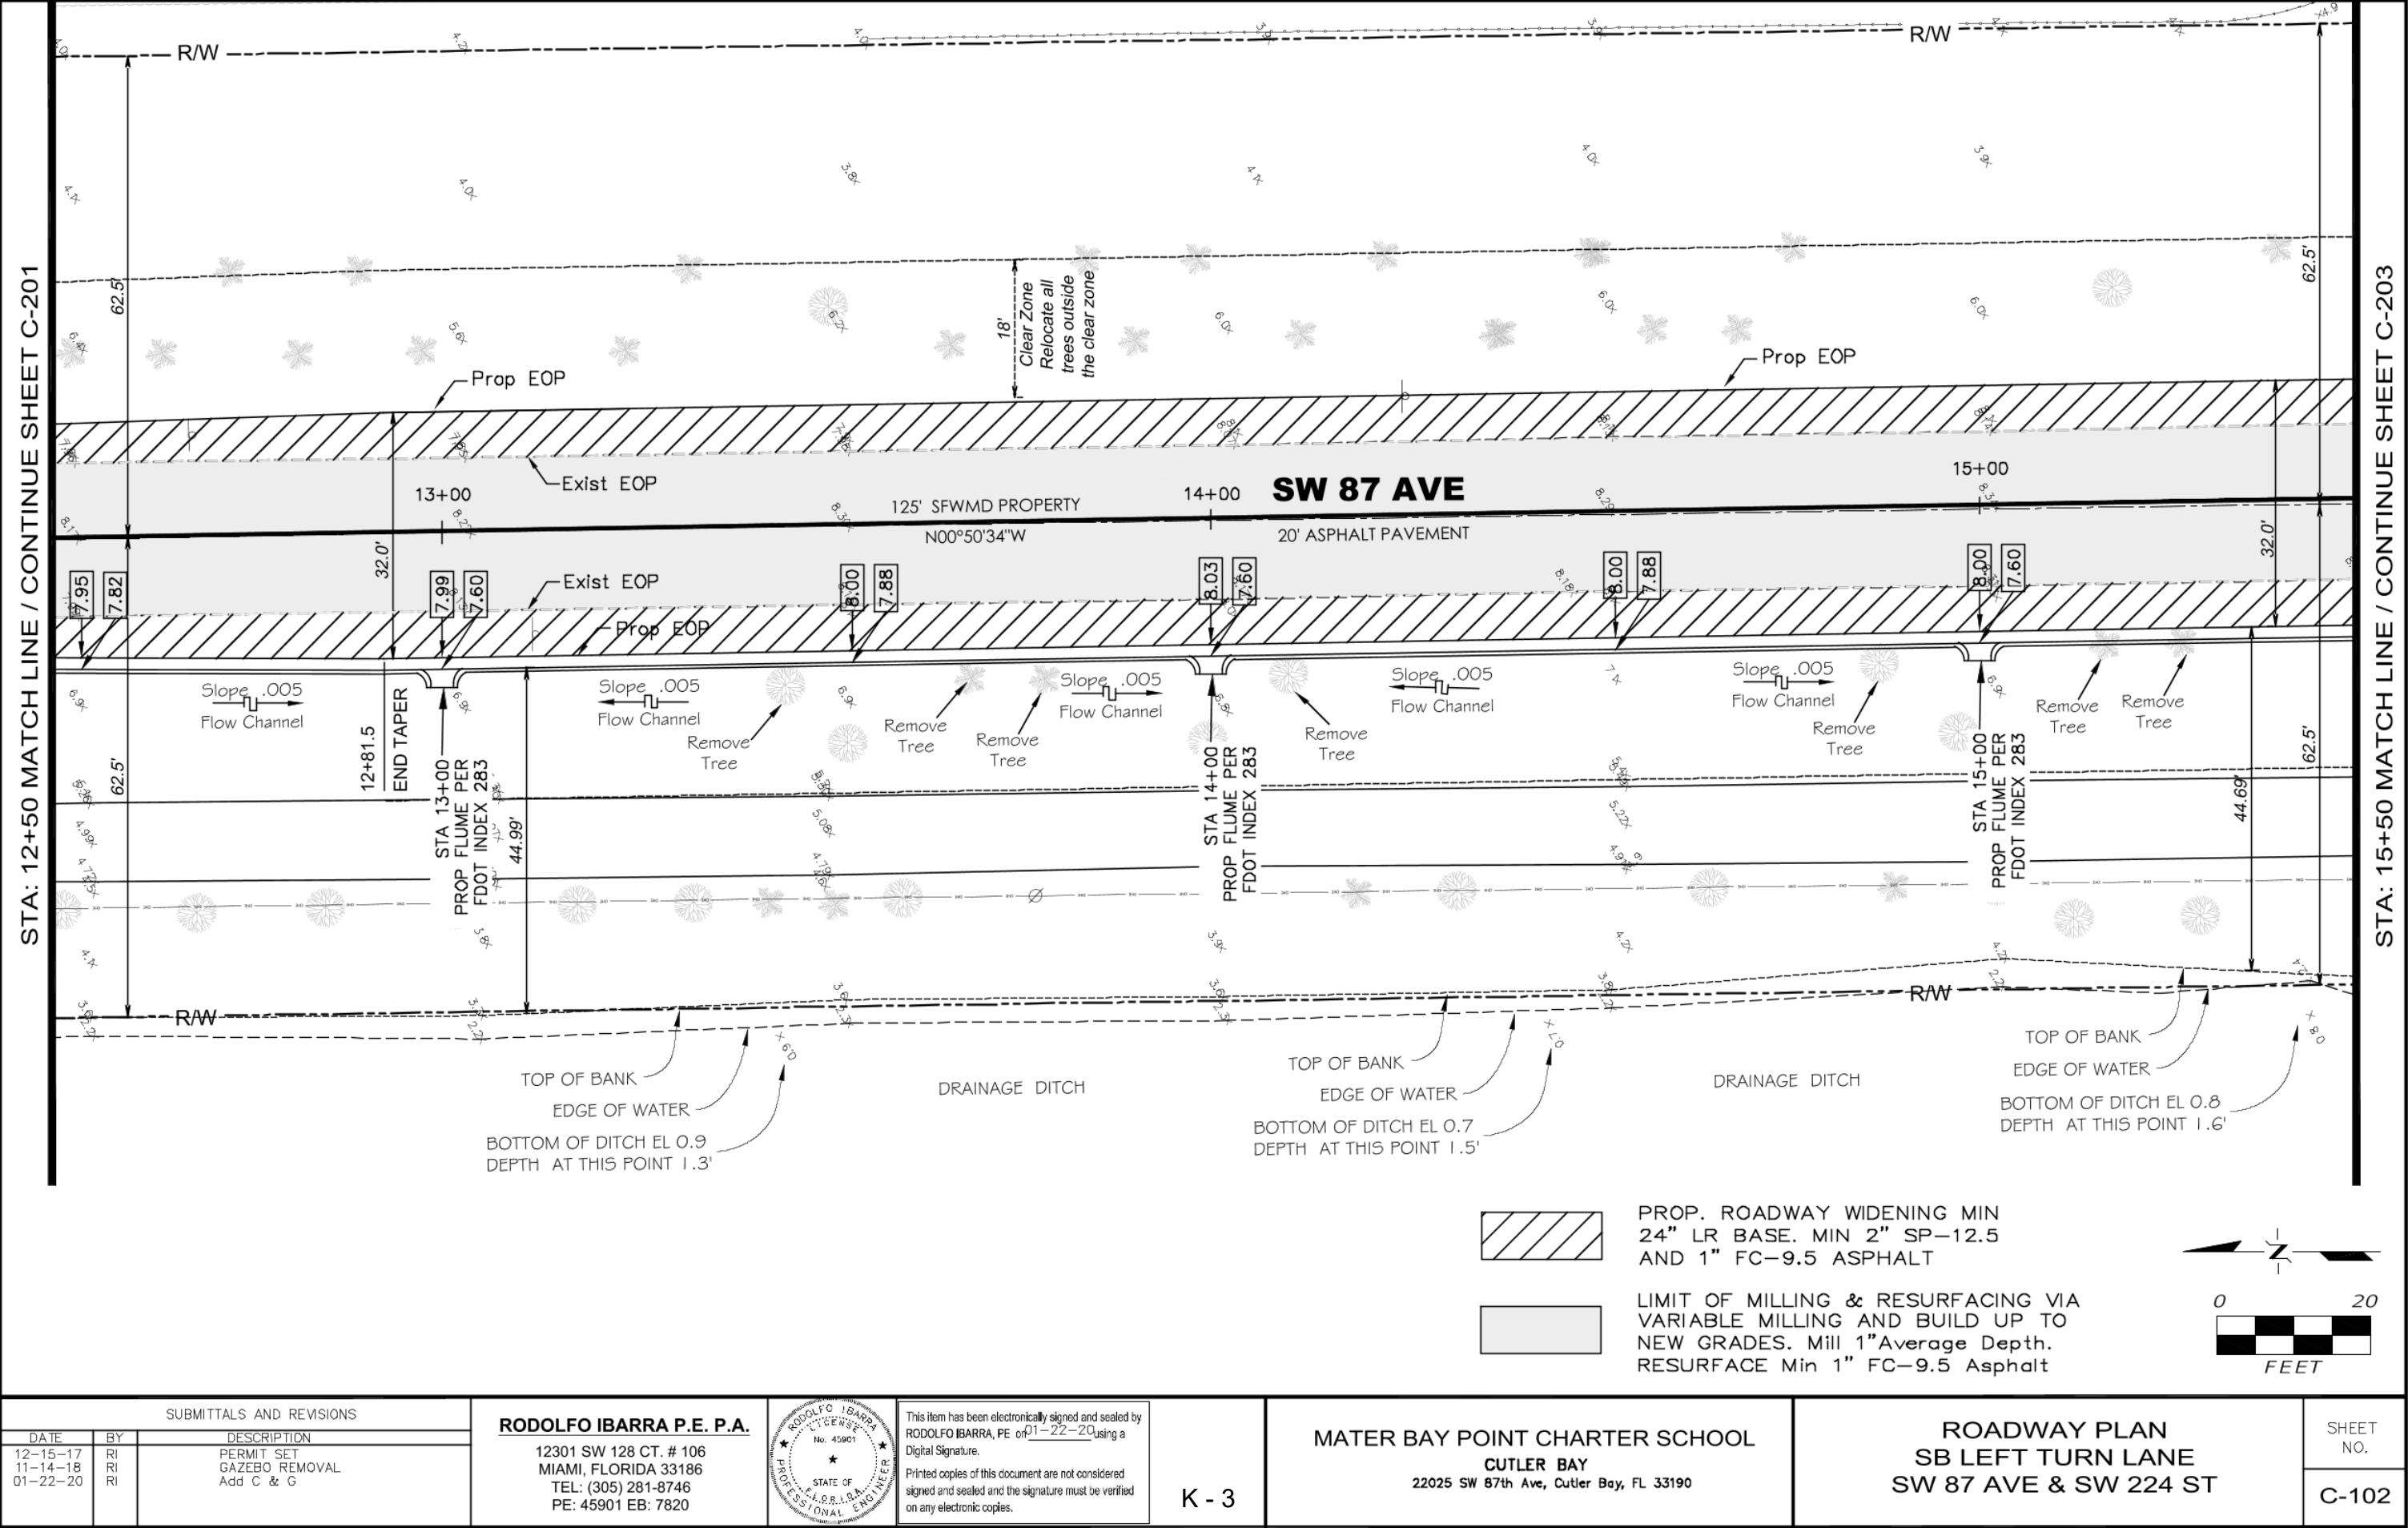 STA: 12+50 MATCH LINE / CONTINUE SHEET C-201
STA: 15+50 MATCH LINE / CONTINUE SHEET C-203
R/W
R/W
62.5'
62.5'
18'
Clear Zone
Relocate all
trees outside
the clear zone
Prop EOP
Prop EOP
Exist EOP
13+00
14+00
15+00
SW 87 AVE
125' SFWMD PROPERTY
N00°50'34"W
20' ASPHALT PAVEMENT
32.0'
32.0'
Exist EOP
Prop EOP
7.95
7.82
7.99
7.60
8.00
7.88
8.03
7.60
8.00
7.88
8.00
7.60
Slope .005
Flow Channel
Slope .005
Flow Channel
Slope .005
Flow Channel
Slope .005
Flow Channel
Slope .005
Flow Channel
Remove
Tree
Remove
Tree
Remove
Tree
Remove
Tree
Remove
Tree
Remove
Tree
Remove
Tree
12+81.5
END TAPER
STA 13+00
PROP FLUME PER
FDOT INDEX 283
STA 14+00
PROP FLUME PER
FDOT INDEX 283
STA 15+00
PROP FLUME PER
FDOT INDEX 283
62.5'
44.99'
44.69'
62.5'
R/W
R/W
TOP OF BANK
EDGE OF WATER
BOTTOM OF DITCH EL 0.9
DEPTH AT THIS POINT 1.3'
DRAINAGE DITCH
TOP OF BANK
EDGE OF WATER
BOTTOM OF DITCH EL 0.7
DEPTH AT THIS POINT 1.5'
DRAINAGE DITCH
TOP OF BANK
EDGE OF WATER
BOTTOM OF DITCH EL 0.8
DEPTH AT THIS POINT 1.6'
PROP. ROADWAY WIDENING MIN
24" LR BASE. MIN 2" SP-12.5
AND 1" FC-9.5 ASPHALT
LIMIT OF MILLING & RESURFACING VIA
VARIABLE MILLING AND BUILD UP TO
NEW GRADES. Mill 1"Average Depth.
RESURFACE Min 1" FC-9.5 Asphalt
Z
0 20
FEET
SUBMITTALS AND REVISIONS
DATE BY DESCRIPTION
12-15-17 RI PERMIT SET
11-14-18 RI GAZEBO REMOVAL
01-22-20 RI Add C & G
RODOLFO IBARRA P.E. P.A.
12301 SW 128 CT. # 106
MIAMI, FLORIDA 33186
TEL: (305) 281-8746
PE: 45901 EB: 7820
RODOLFO IBARRA
LICENSE
No. 45901
STATE OF
FLORIDA
PROFESSIONAL ENGINEER
This item has been electronically signed and sealed by
RODOLFO IBARRA, PE on 01-22-20 using a
Digital Signature.
Printed copies of this document are not considered
signed and sealed and the signature must be verified
on any electronic copies.
K - 3
MATER BAY POINT CHARTER SCHOOL
CUTLER BAY
22025 SW 87th Ave, Cutler Bay, FL 33190
ROADWAY PLAN
SB LEFT TURN LANE
SW 87 AVE & SW 224 ST
SHEET
NO.
C-102